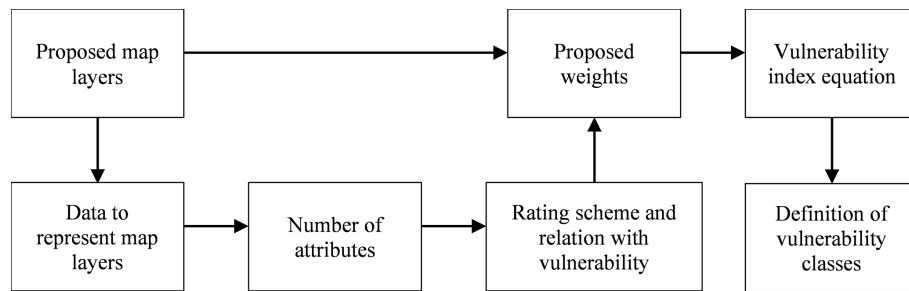 Proposed map
layers
Proposed
weights
Vulnerability
index equation
Data to
represent map
layers
Number of
attributes
Rating scheme and
relation with
vulnerability
Definition of
vulnerability
classes